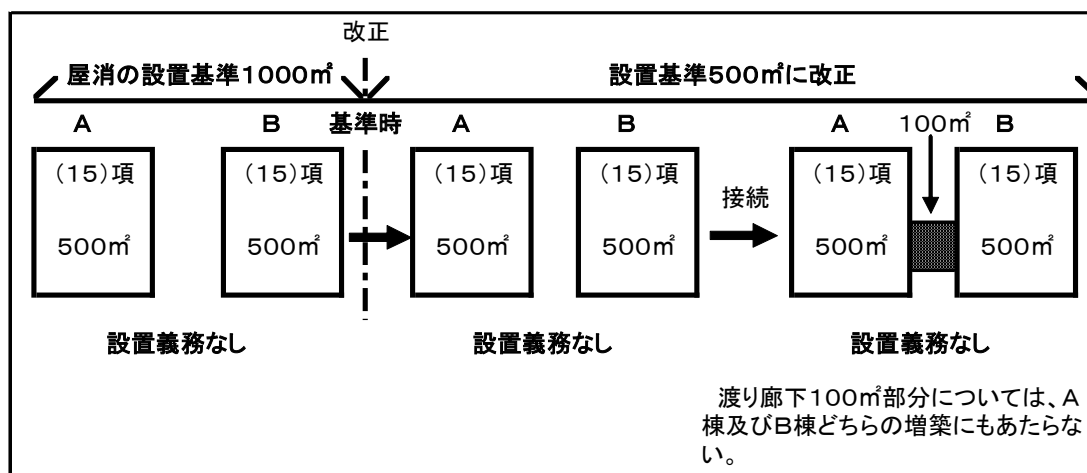 改正
屋消の設置基準1000㎡
設置基準500㎡に改正
A
B
基準時
A
B
A
100㎡
B
(15)項
(15)項
(15)項
(15)項
(15)項
(15)項
接続
500㎡
500㎡
500㎡
500㎡
500㎡
500㎡
設置義務なし
設置義務なし
設置義務なし
渡り廊下100㎡部分については、A
棟及びB棟どちらの増築にもあたらな
い。